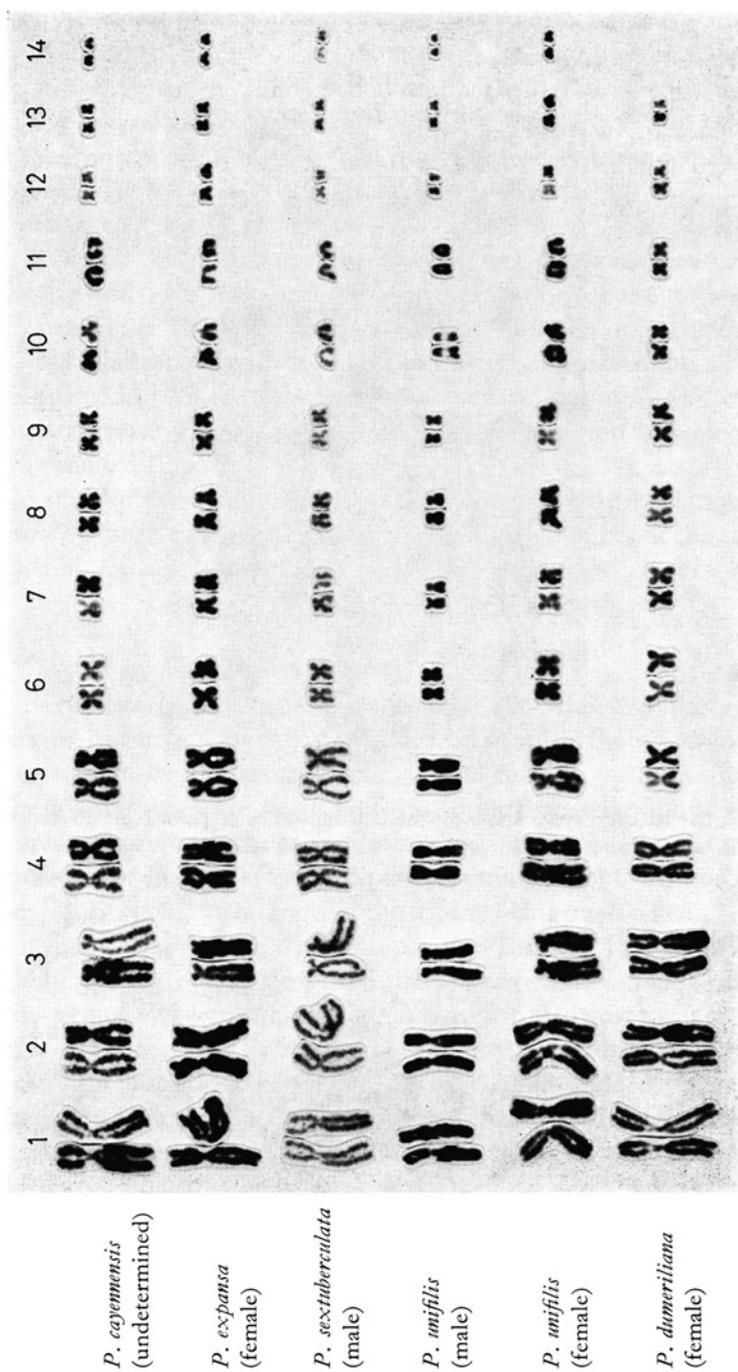 1 2 3 4 5 6 7 8 9 10 11 12 13 14
P. cayennensis
(undetermined)
P. expansa
(female)
P. sextuberculata
(male)
P. unifilis
(male)
P. unifilis
(female)
P. dumeriliana
(female)